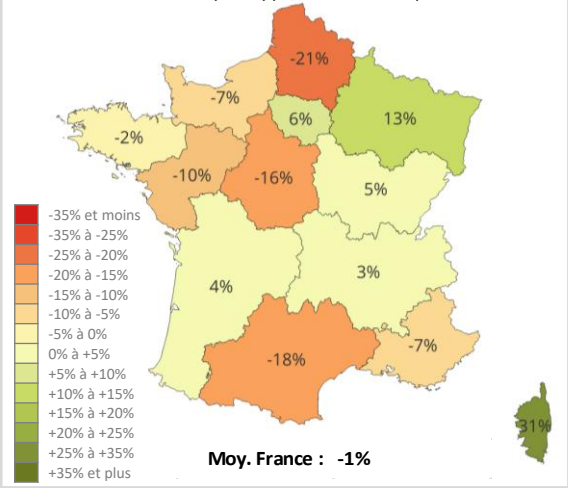 -21%
-7%
6%
13%
-2%
-10%
-16%
5%
4%
3%
-18%
-7%
31%
-35% et moins
-35% à -25%
-25% à -20%
-20% à -15%
-15% à -10%
-10% à -5%
-5% à 0%
0% à +5%
+5% à +10%
+10% à +15%
+15% à +20%
+20% à +25%
+25% à +35%
+35% et plus
Moy. France : -1%